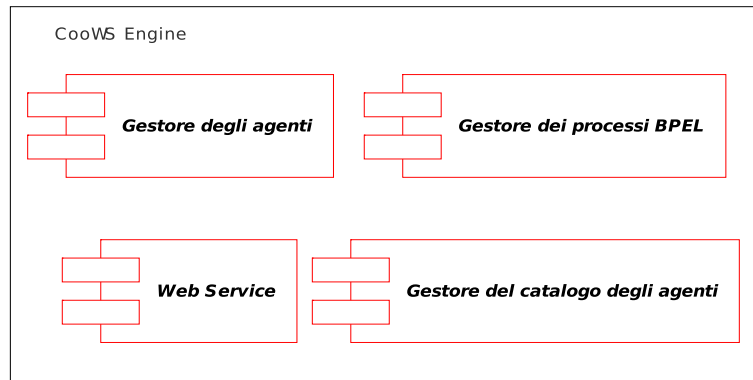 CooWS Engine
Gestore degli agenti
Gestore dei processi BPEL
Web Service
Gestore del catalogo degli agenti